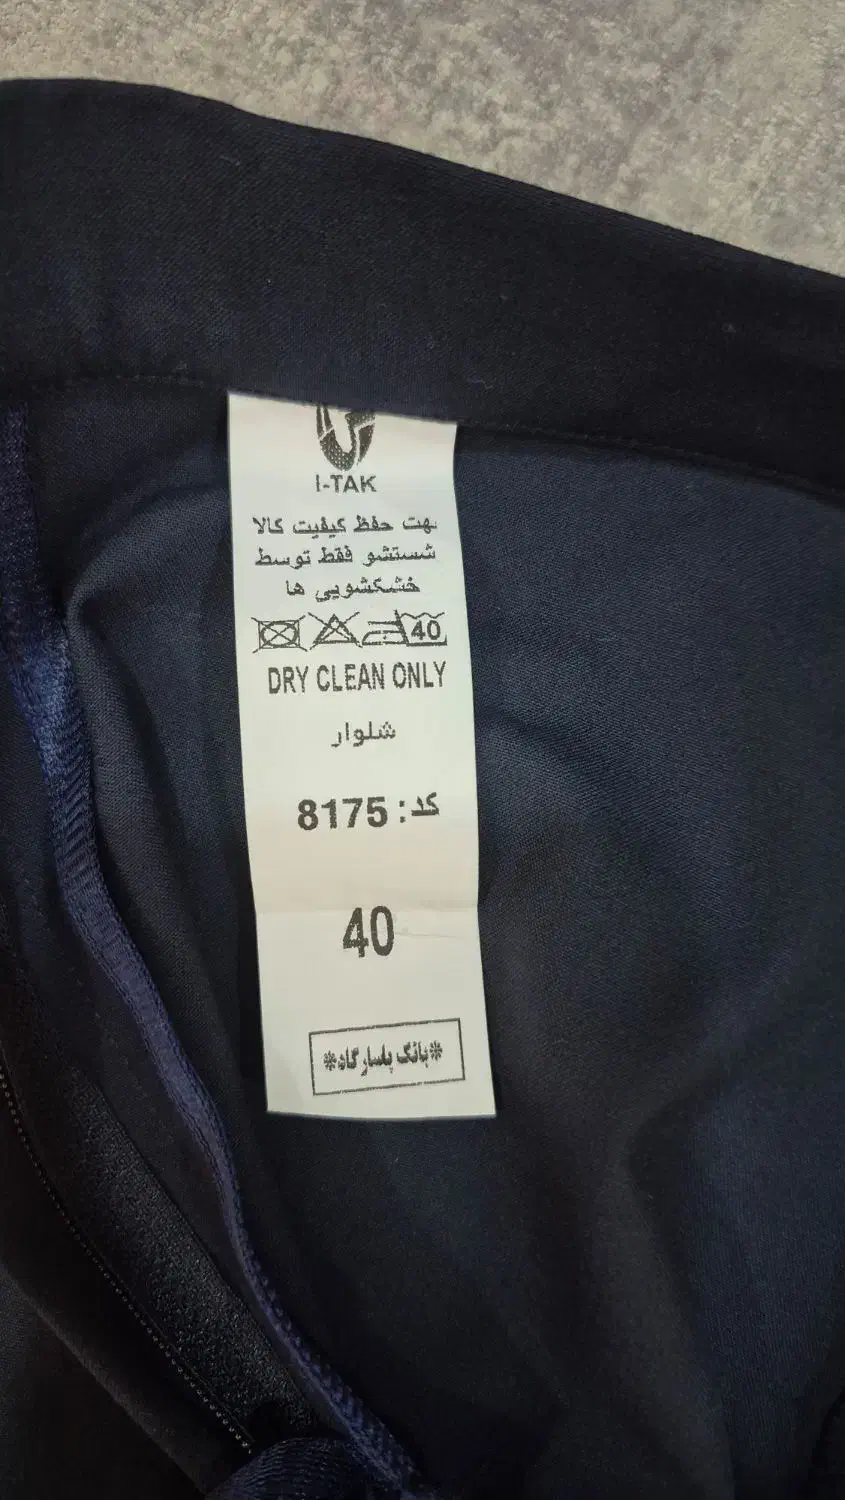 I-TAK
جهت حفظ کیفیت کالا
شستشو فقط توسط
خشکشویی ها
40
DRY CLEAN ONLY
شلوار
کد: 8175
40
*بانک پاسارگاد*